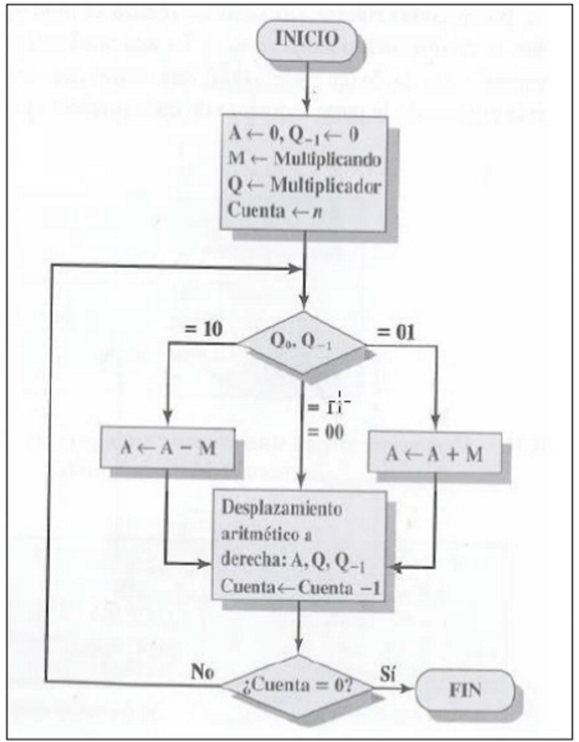 INICIO
A ← 0, Q₋₁ ← 0
M ← Multiplicando
Q ← Multiplicador
Cuenta ← n
Q₀, Q₋₁
= 10
= 01
= 11
= 00
A ← A − M
A ← A + M
Desplazamiento
aritmético a
derecha: A, Q, Q₋₁
Cuenta ← Cuenta −1
¿Cuenta = 0?
No
Sí
FIN